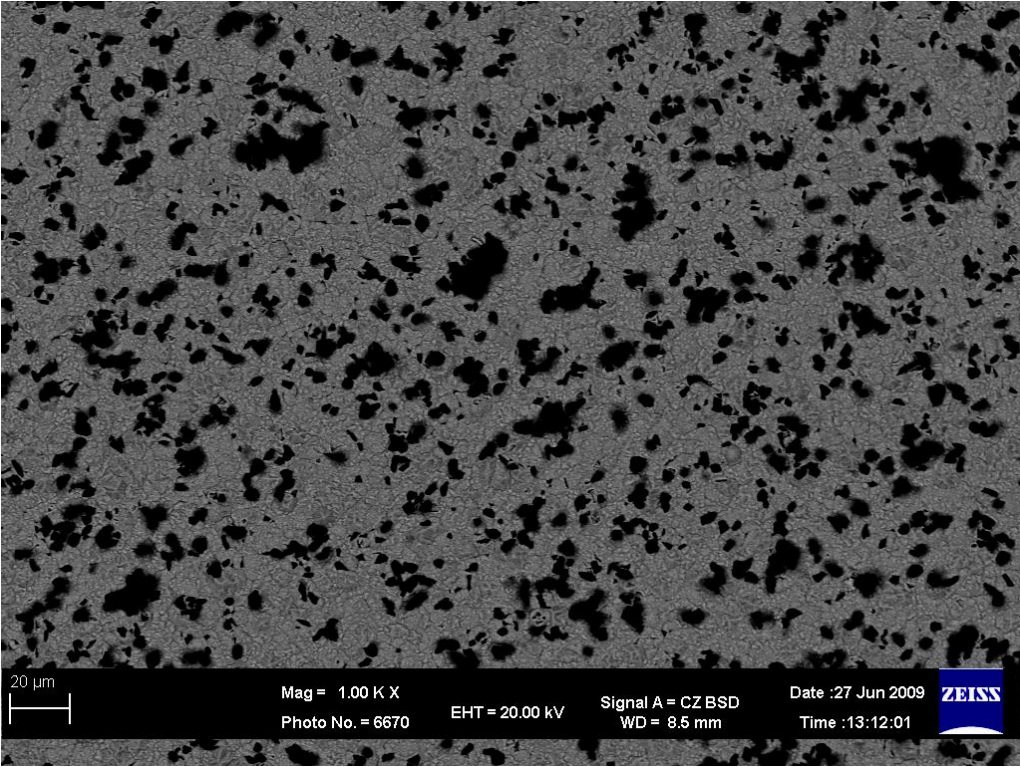 20 µm
Mag = 1.00 K X
Photo No. = 6670
EHT = 20.00 kV
Signal A = CZ BSD
WD = 8.5 mm
Date :27 Jun 2009
Time :13:12:01
ZEISS